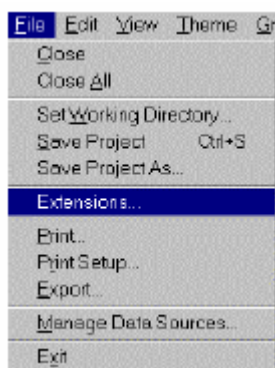 File Edit View Theme
Close
Close All
Set Working Directory...
Save Project Ctrl+S
Save Project As...
Extensions...
Print...
Print Setup...
Export...
Manage Data Sources...
Exit